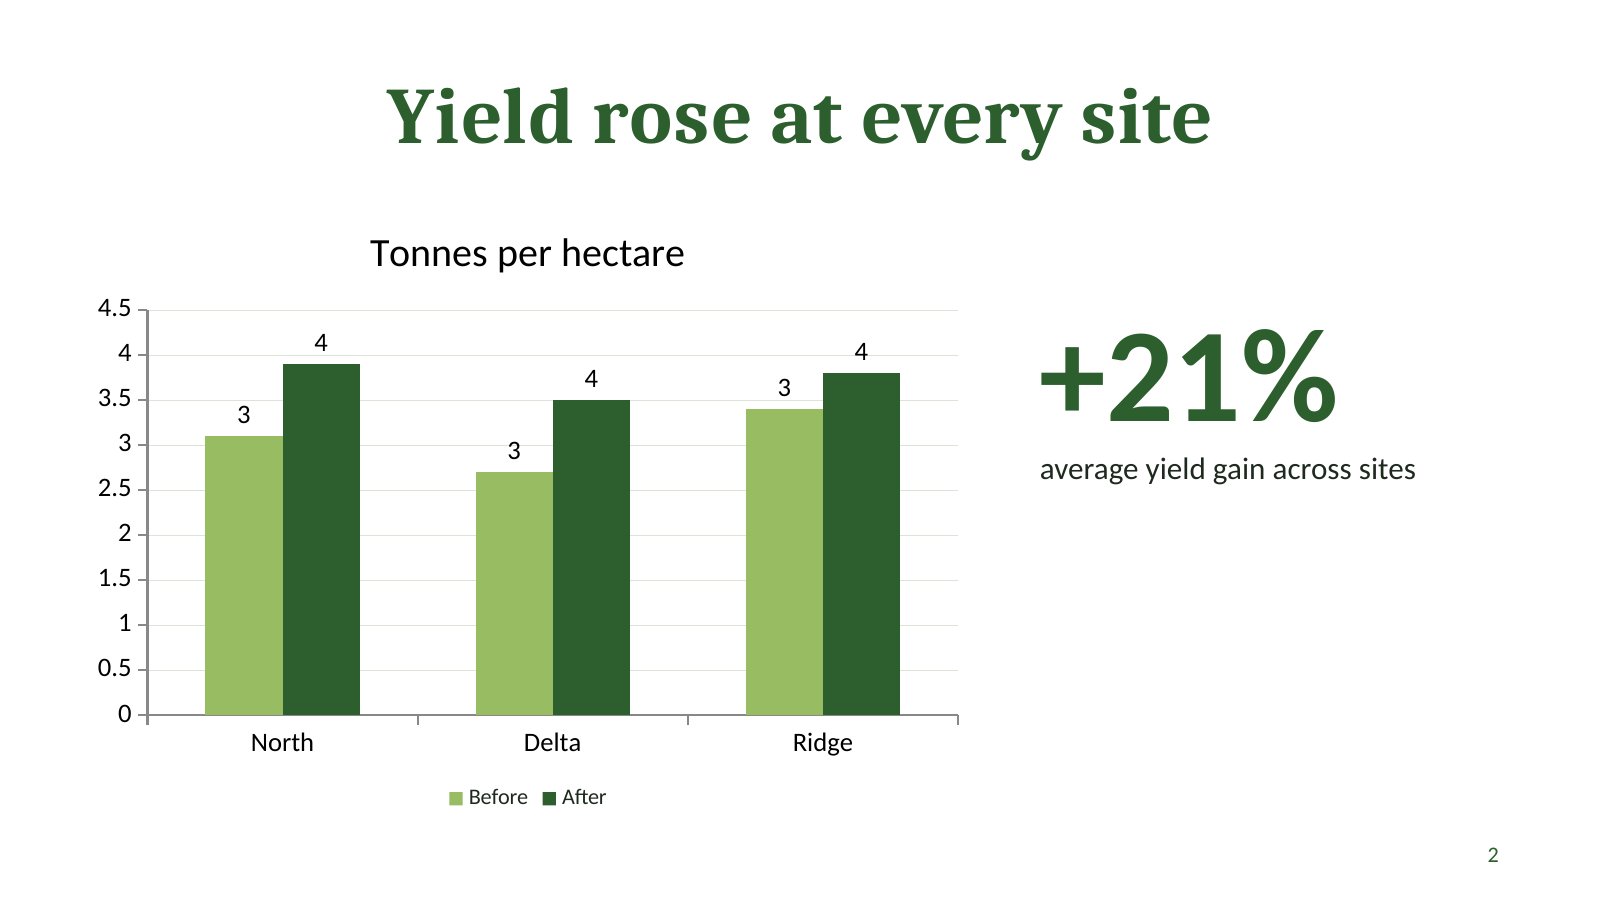 Yield rose at every site
Tonnes per hectare
4.5
4
3.5
3
2.5
2
1.5
1
0.5
0
3
4
3
4
3
4
North
Delta
Ridge
Before
After
+21%
average yield gain across sites
2